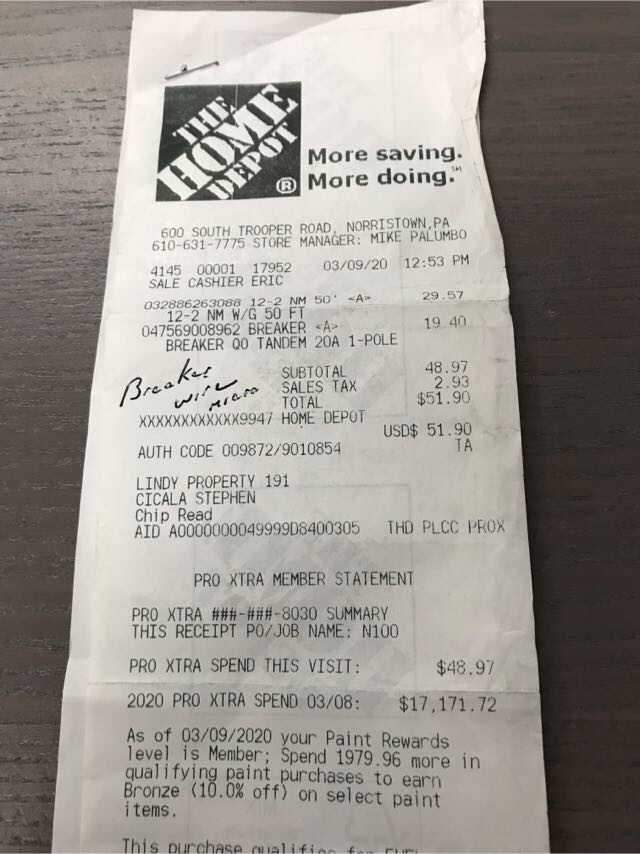 THE
HOME
DEPOT
®
More saving.
More doing.℠
600 SOUTH TROOPER ROAD, NORRISTOWN,PA
610-631-7775 STORE MANAGER: MIKE PALUMBO
4145 00001 17952 03/09/20 12:53 PM
SALE CASHIER ERIC
032886263088 12-2 NM 50' <A> 29.57
12-2 NM W/G 50 FT
047569008962 BREAKER <A> 19.40
BREAKER QO TANDEM 20A 1-POLE
SUBTOTAL 48.97
SALES TAX 2.93
TOTAL $51.90
Breaker
wire
micro
XXXXXXXXXXXX9947 HOME DEPOT
USD$ 51.90
AUTH CODE 009872/9010854 TA
LINDY PROPERTY 191
CICALA STEPHEN
Chip Read
AID A0000000049999D8400305 THD PLCC PROX
PRO XTRA MEMBER STATEMENT
PRO XTRA ###-###-8030 SUMMARY
THIS RECEIPT PO/JOB NAME: N100
PRO XTRA SPEND THIS VISIT: $48.97
2020 PRO XTRA SPEND 03/08: $17,171.72
As of 03/09/2020 your Paint Rewards
level is Member; Spend 1979.96 more in
qualifying paint purchases to earn
Bronze (10.0% off) on select paint
items.
This purchase qualifies for FUEL